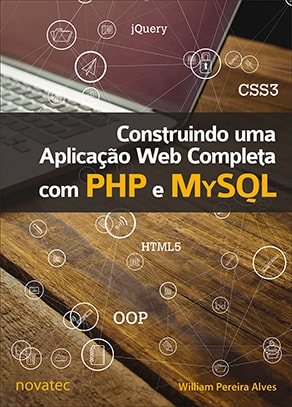 jQuery
CSS3
Construindo uma
Aplicação Web Completa
com PHP e MySQL
HTML5
OOP
novatec
William Pereira Alves